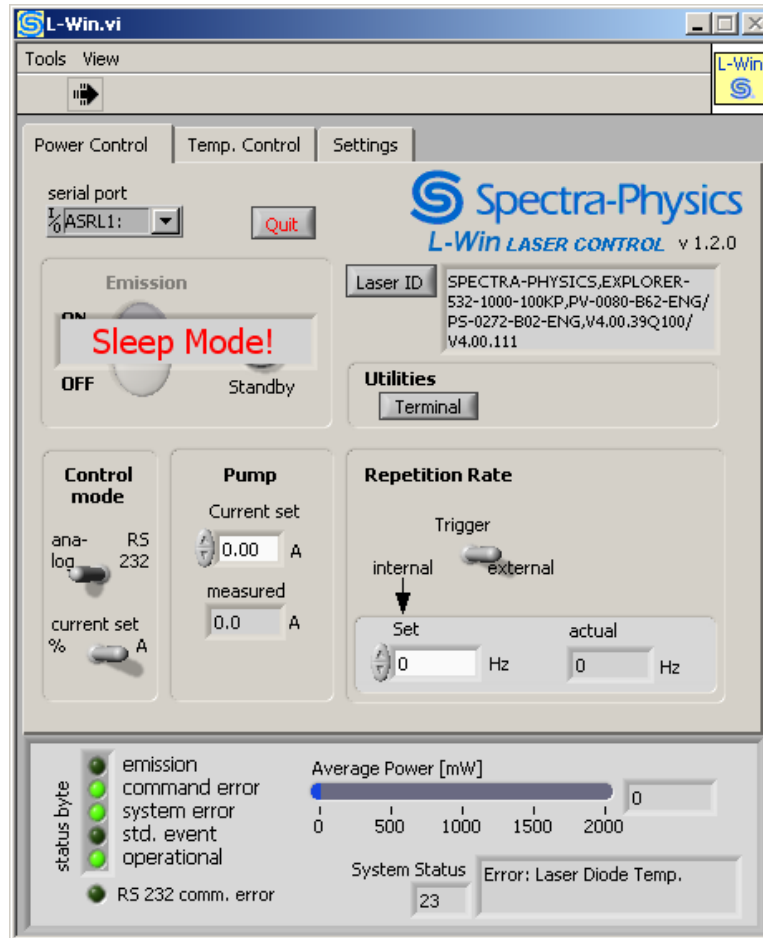 L-Win.vi
Tools View
L-Win
Power Control Temp. Control Settings
serial port
I/O ASRL1:
Quit
Spectra-Physics
L-Win LASER CONTROL v 1.2.0
Emission
ON
Sleep Mode!
OFF
Standby
Laser ID
SPECTRA-PHYSICS,EXPLORER-
532-1000-100KP,PV-0080-B62-ENG/
PS-0272-B02-ENG,V4.00.39Q100/
V4.00.111
Utilities
Terminal
Control
mode
ana- RS
log 232
current set
% A
Pump
Current set
0.00 A
measured
0.0 A
Repetition Rate
Trigger
internal external
Set actual
0 Hz 0 Hz
status byte
emission
command error
system error
std. event
operational
RS 232 comm. error
Average Power [mW]
0
0 500 1000 1500 2000
System Status
23
Error: Laser Diode Temp.